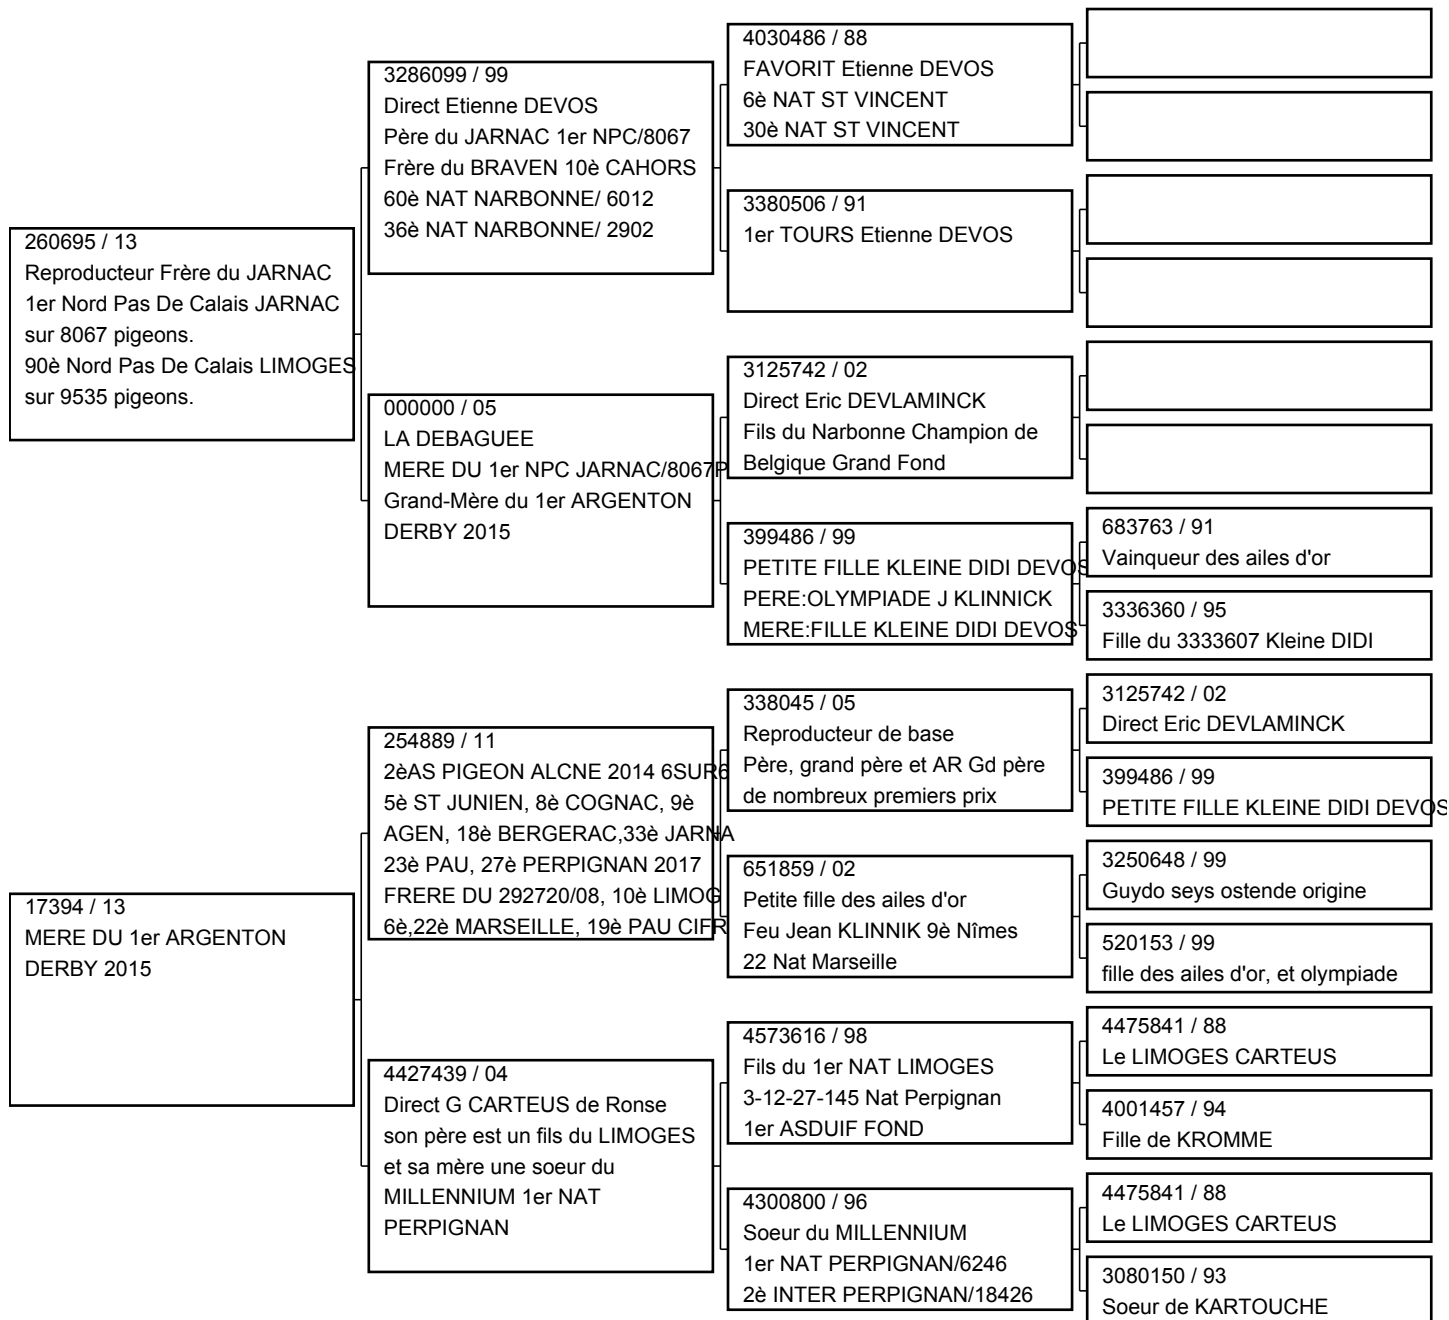 260695 / 13
Reproducteur Frère du JARNAC
1er Nord Pas De Calais JARNAC
sur 8067 pigeons.
90è Nord Pas De Calais LIMOGES
sur 9535 pigeons.
17394 / 13
MERE DU 1er ARGENTON
DERBY 2015
3286099 / 99
Direct Etienne DEVOS
Père du JARNAC 1er NPC/8067
Frère du BRAVEN 10è CAHORS
60è NAT NARBONNE/ 6012
36è NAT NARBONNE/ 2902
000000 / 05
LA DEBAGUEE
MERE DU 1er NPC JARNAC/8067P
Grand-Mère du 1er ARGENTON
DERBY 2015
254889 / 11
2èAS PIGEON ALCNE 2014 6SUR6
5è ST JUNIEN, 8è COGNAC, 9è
AGEN, 18è BERGERAC,33è JARNA
23è PAU, 27è PERPIGNAN 2017
FRERE DU 292720/08, 10è LIMOG
6è,22è MARSEILLE, 19è PAU CIFR
4427439 / 04
Direct G CARTEUS de Ronse
son père est un fils du LIMOGES
et sa mère une soeur du
MILLENNIUM 1er NAT
PERPIGNAN
4030486 / 88
FAVORIT Etienne DEVOS
6è NAT ST VINCENT
30è NAT ST VINCENT
3380506 / 91
1er TOURS Etienne DEVOS
3125742 / 02
Direct Eric DEVLAMINCK
Fils du Narbonne Champion de
Belgique Grand Fond
399486 / 99
PETITE FILLE KLEINE DIDI DEVOS
PERE:OLYMPIADE J KLINNICK
MERE:FILLE KLEINE DIDI DEVOS
338045 / 05
Reproducteur de base
Père, grand père et AR Gd père
de nombreux premiers prix
651859 / 02
Petite fille des ailes d'or
Feu Jean KLINNIK 9è Nîmes
22 Nat Marseille
4573616 / 98
Fils du 1er NAT LIMOGES
3-12-27-145 Nat Perpignan
1er ASDUIF FOND
4300800 / 96
Soeur du MILLENNIUM
1er NAT PERPIGNAN/6246
2è INTER PERPIGNAN/18426
683763 / 91
Vainqueur des ailes d'or
3336360 / 95
Fille du 3333607 Kleine DIDI
3125742 / 02
Direct Eric DEVLAMINCK
399486 / 99
PETITE FILLE KLEINE DIDI DEVOS
3250648 / 99
Guydo seys ostende origine
520153 / 99
fille des ailes d'or, et olympiade
4475841 / 88
Le LIMOGES CARTEUS
4001457 / 94
Fille de KROMME
4475841 / 88
Le LIMOGES CARTEUS
3080150 / 93
Soeur de KARTOUCHE